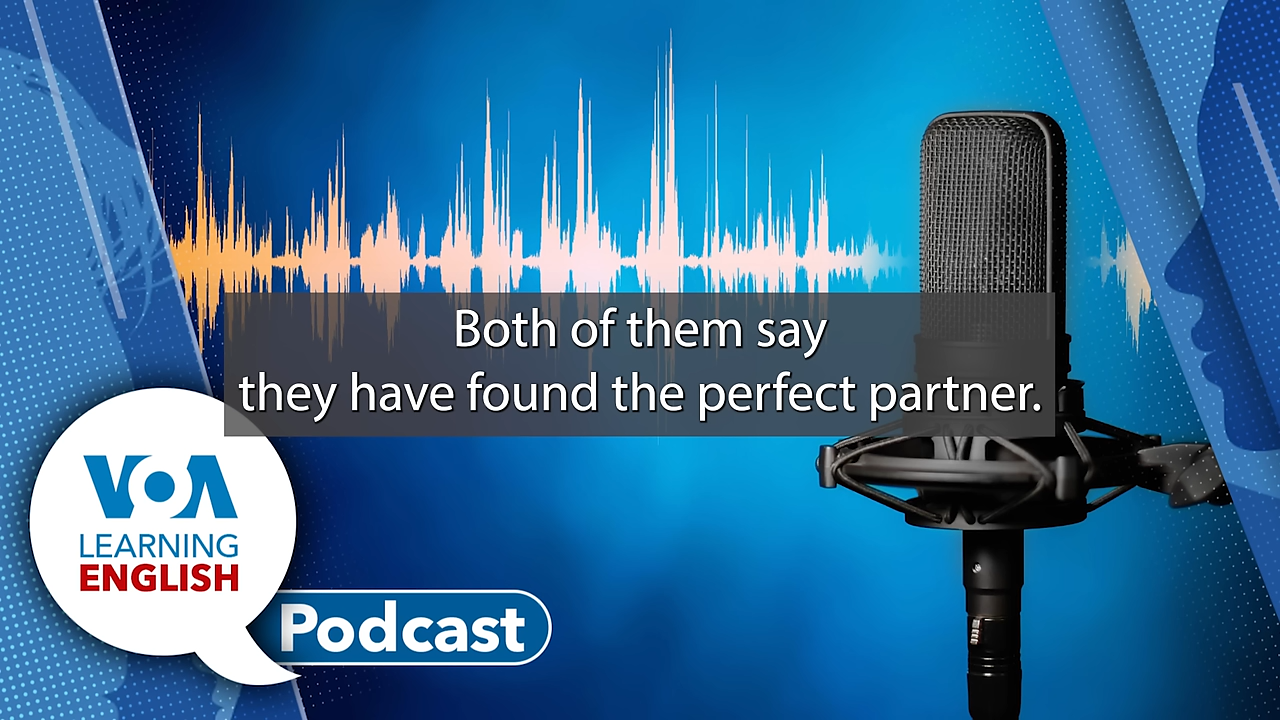 Both of them say
they have found the perfect partner.
VOA
LEARNING
ENGLISH
Podcast